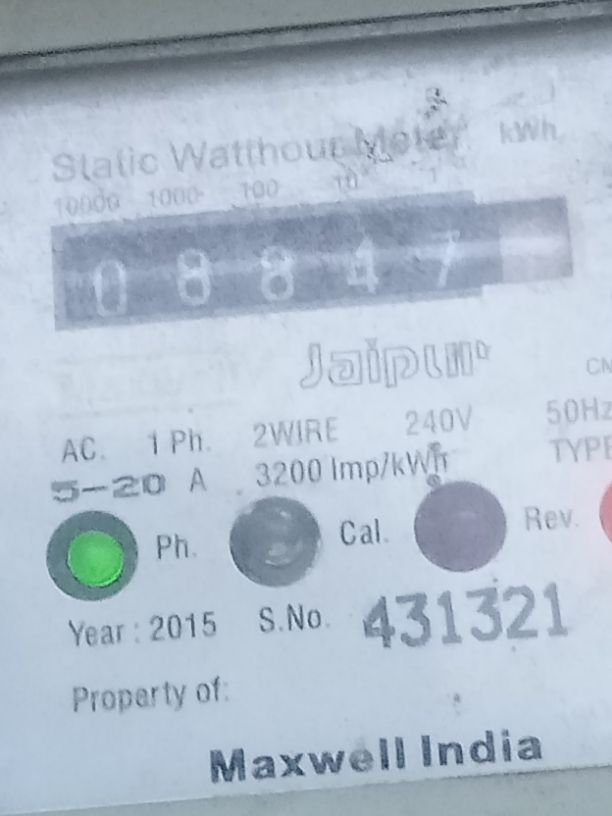 Static Watthour Meter kWh
10000 1000 100 10 1
0 8 8 4 7
Jaipur
AC. 1 Ph. 2WIRE 240V 50Hz
5-20 A 3200 Imp/kWh TYPE
Ph. Cal. Rev.
Year : 2015 S.No. 431321
Property of:
Maxwell India